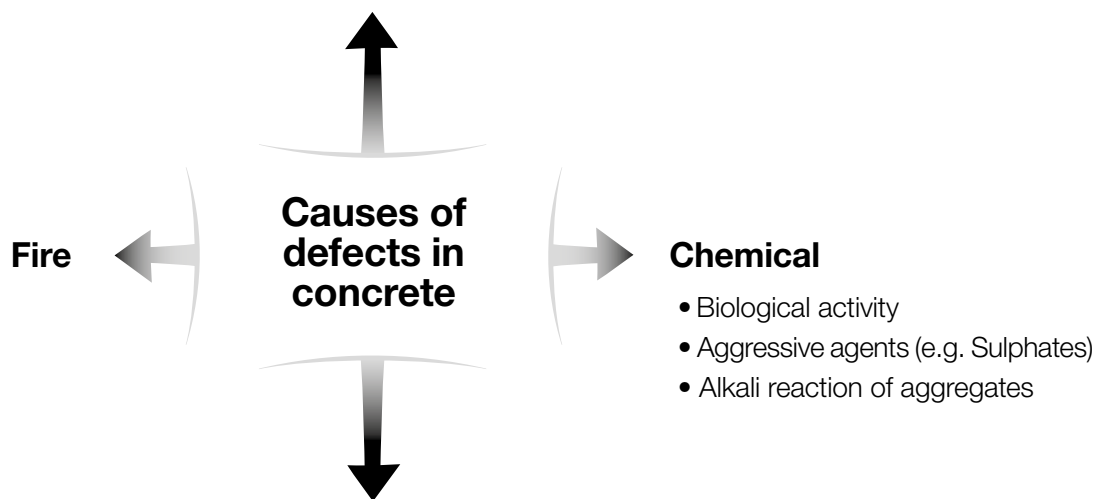 Causes of
defects in
concrete
Fire
Chemical
• Biological activity
• Aggressive agents (e.g. Sulphates)
• Alkali reaction of aggregates